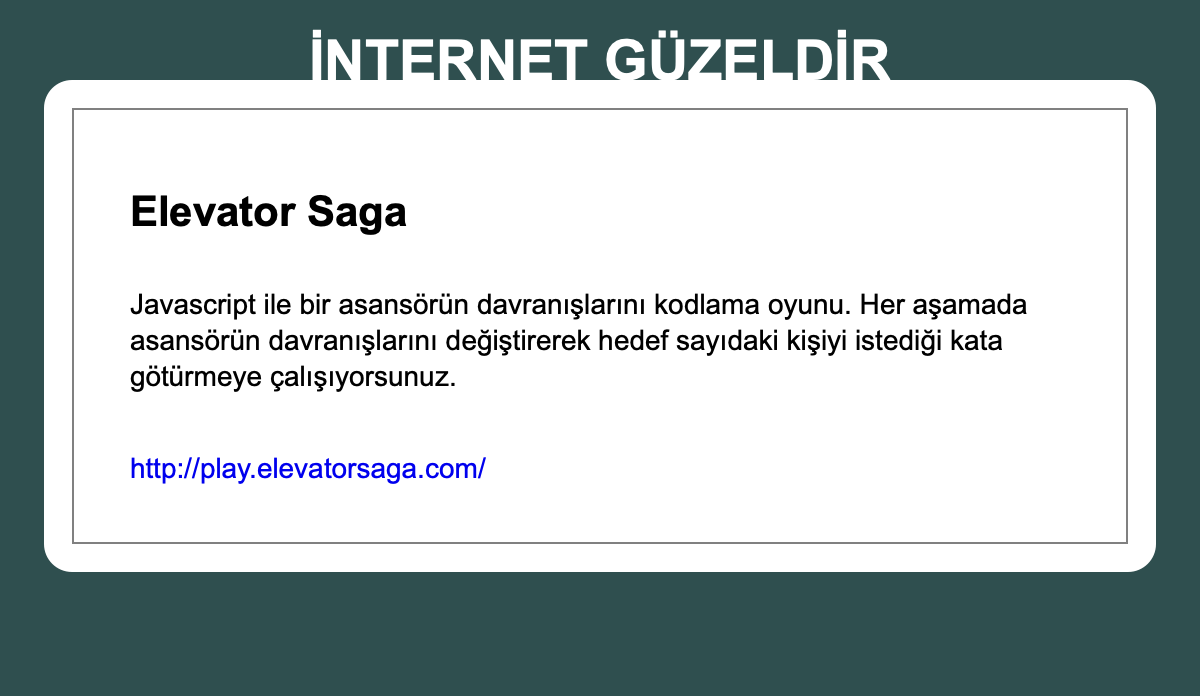 İNTERNET GÜZELDİR
Elevator Saga
Javascript ile bir asansörün davranışlarını kodlama oyunu. Her aşamada
asansörün davranışlarını değiştirerek hedef sayıdaki kişiyi istediği kata
götürmeye çalışıyorsunuz.
http://play.elevatorsaga.com/